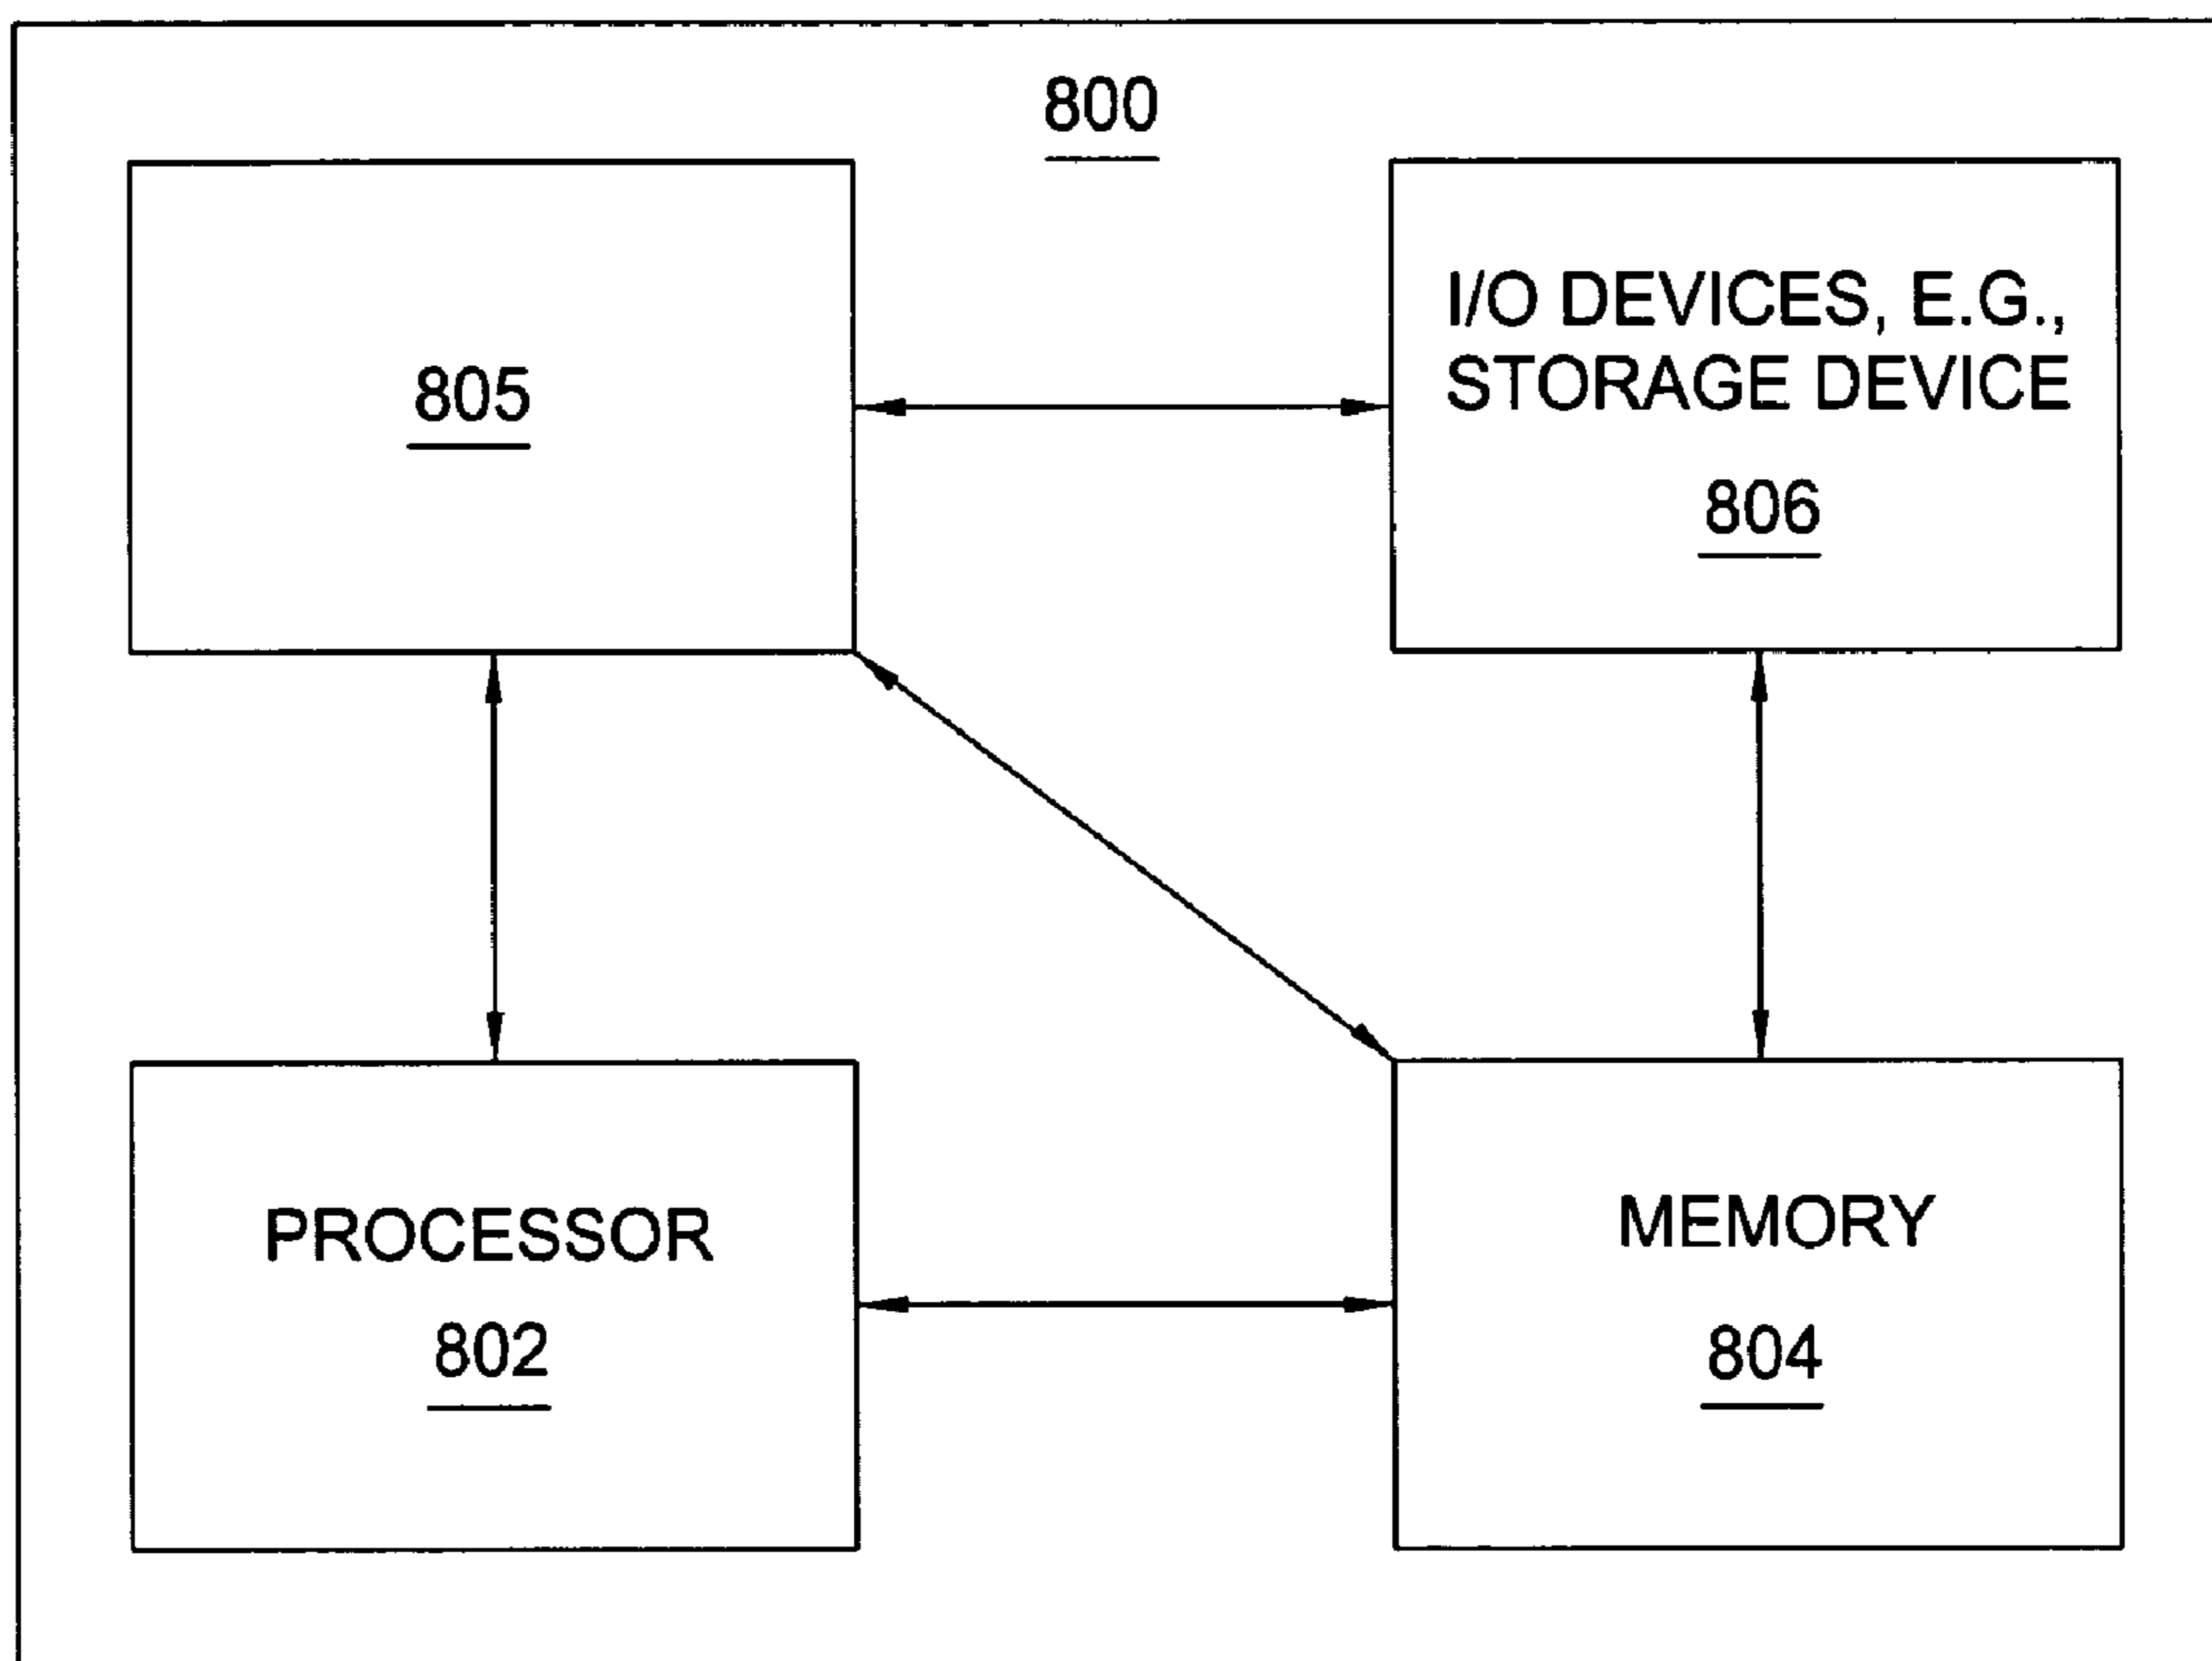 800
805
I/O DEVICES, E.G.,
STORAGE DEVICE
806
PROCESSOR
802
MEMORY
804